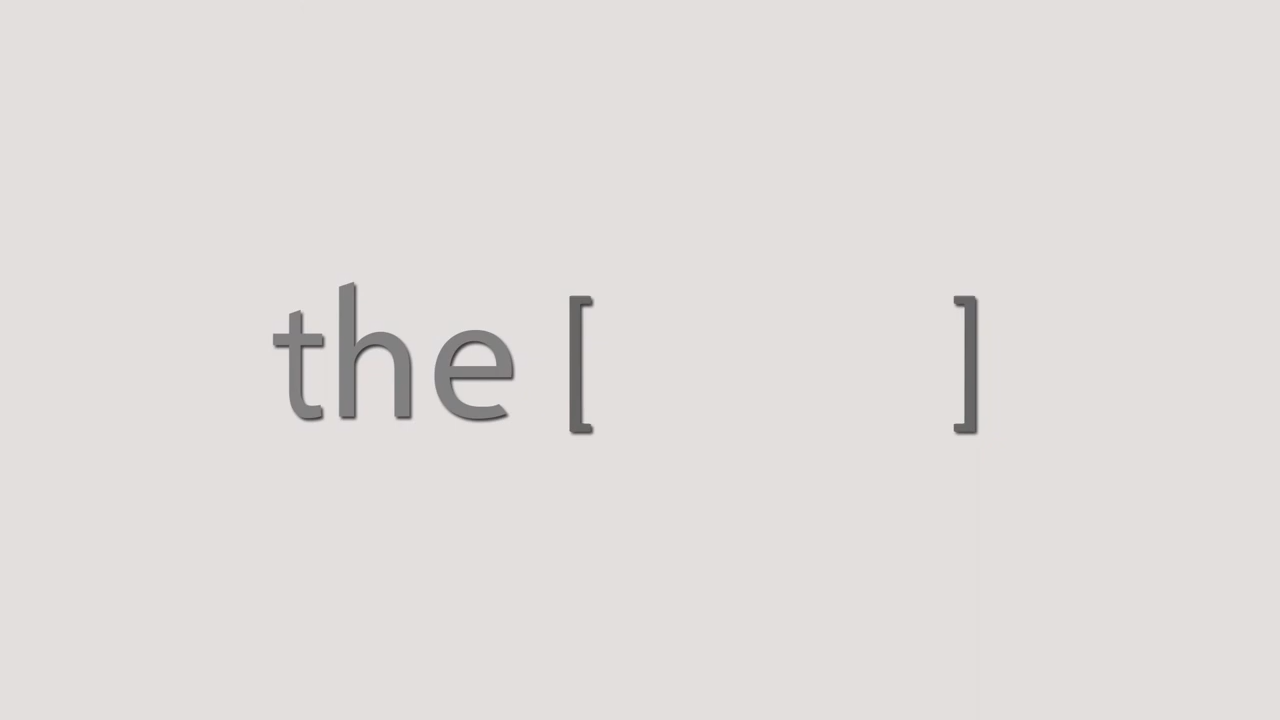 the [ ]